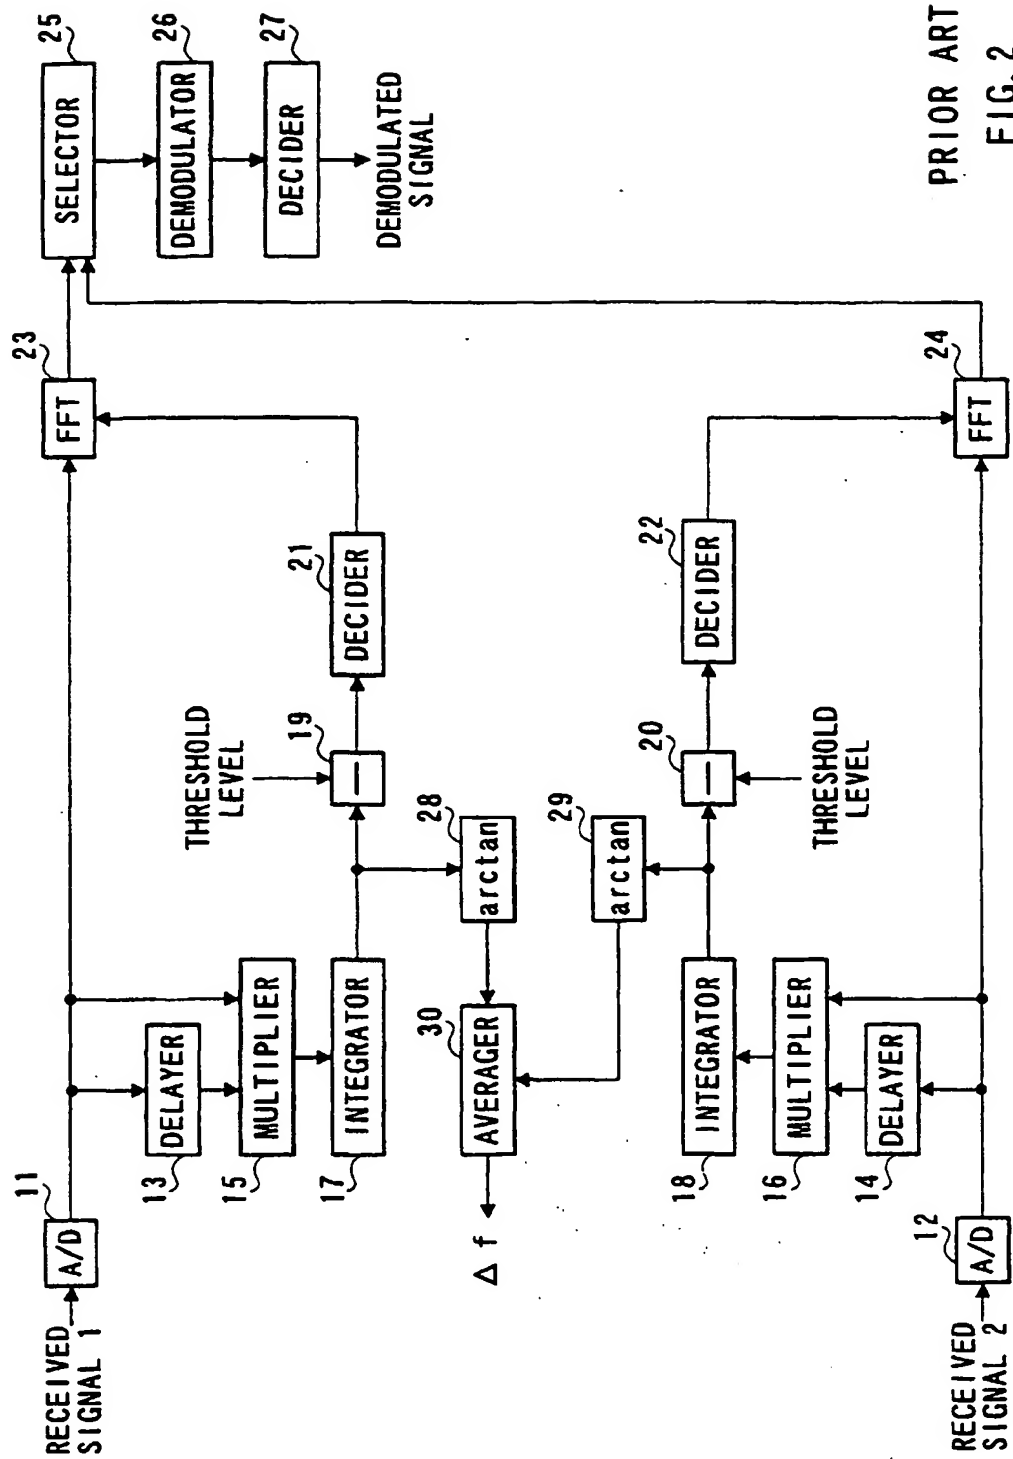 RECEIVED
SIGNAL 1
A/D
11
DELAYER
13
MULTIPLIER
15
INTEGRATOR
17
THRESHOLD
LEVEL
19
—
DECIDER
21
FFT
23
SELECTOR
25
DEMODULATOR
26
DECIDER
27
DEMODULATED
SIGNAL
arctan
28
AVERAGER
30
Δ f
arctan
29
RECEIVED
SIGNAL 2
A/D
12
DELAYER
14
MULTIPLIER
16
INTEGRATOR
18
THRESHOLD
LEVEL
20
—
DECIDER
22
FFT
24
PRIOR ART
FIG. 2